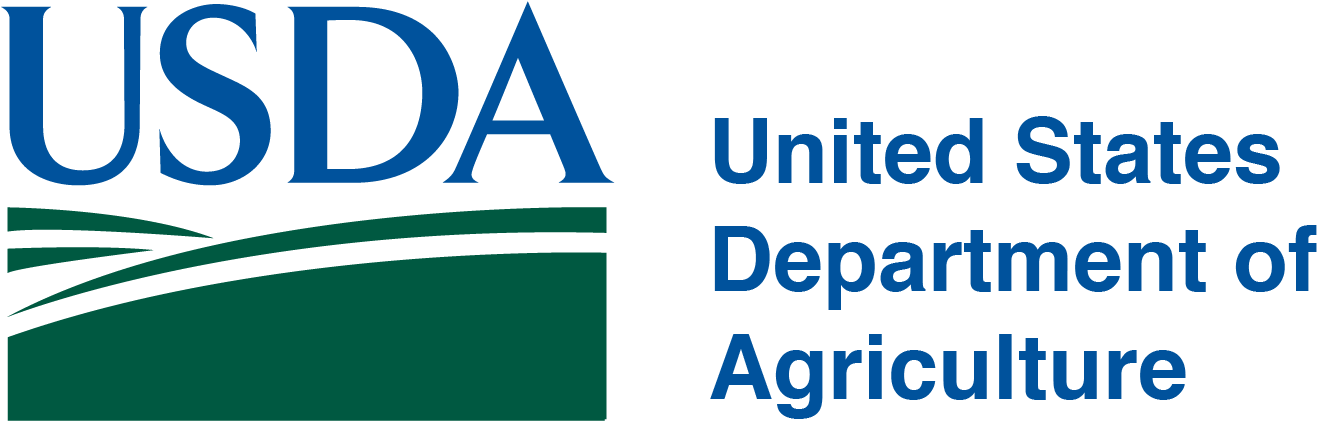 USDA
United States
Department of
Agriculture